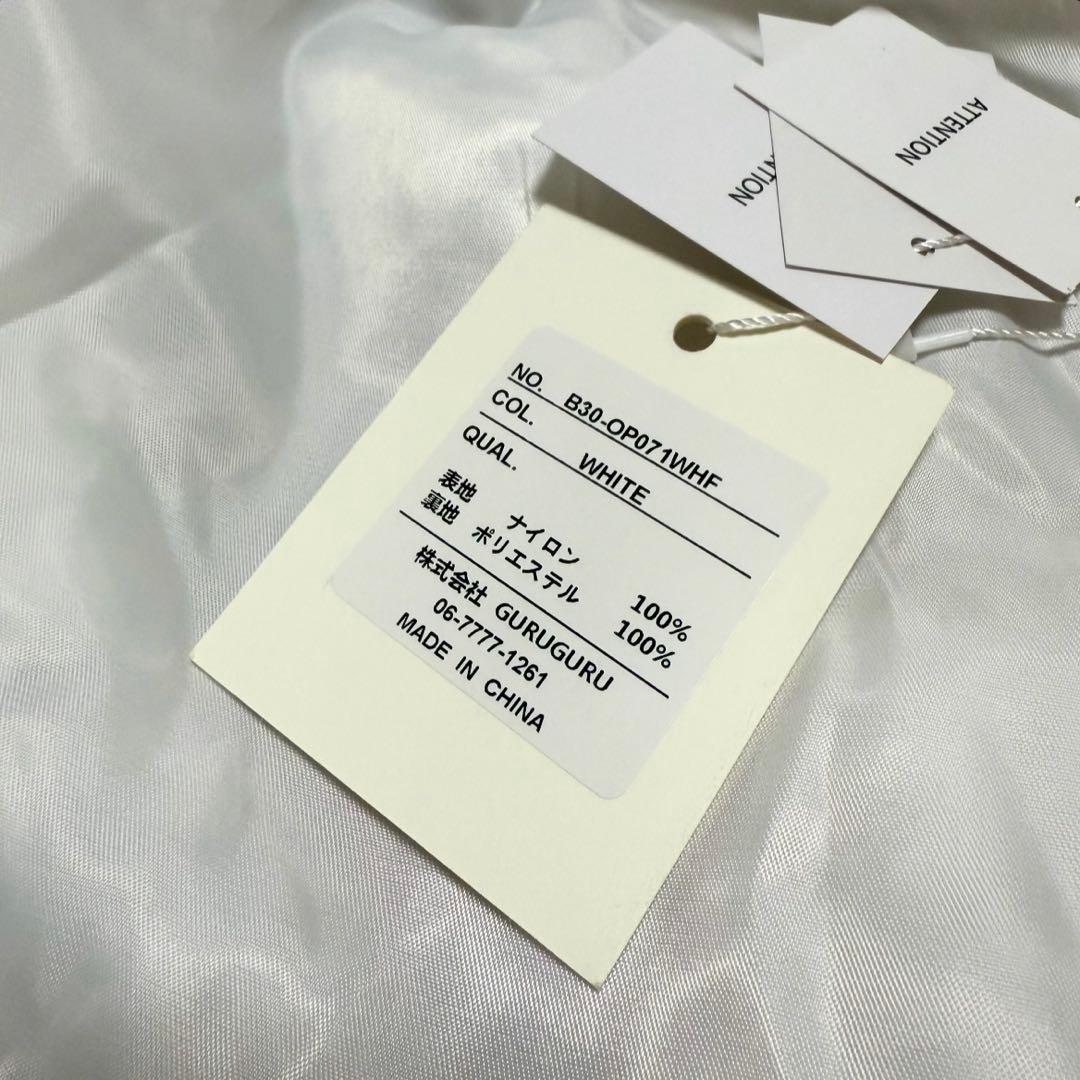 ATTENTION
NTION
NO. B30-OP071WHF
COL. WHITE
QUAL.
表地 ナイロン 100%
裏地 ポリエステル 100%
株式会社 GURUGURU
06-7777-1261
MADE IN CHINA